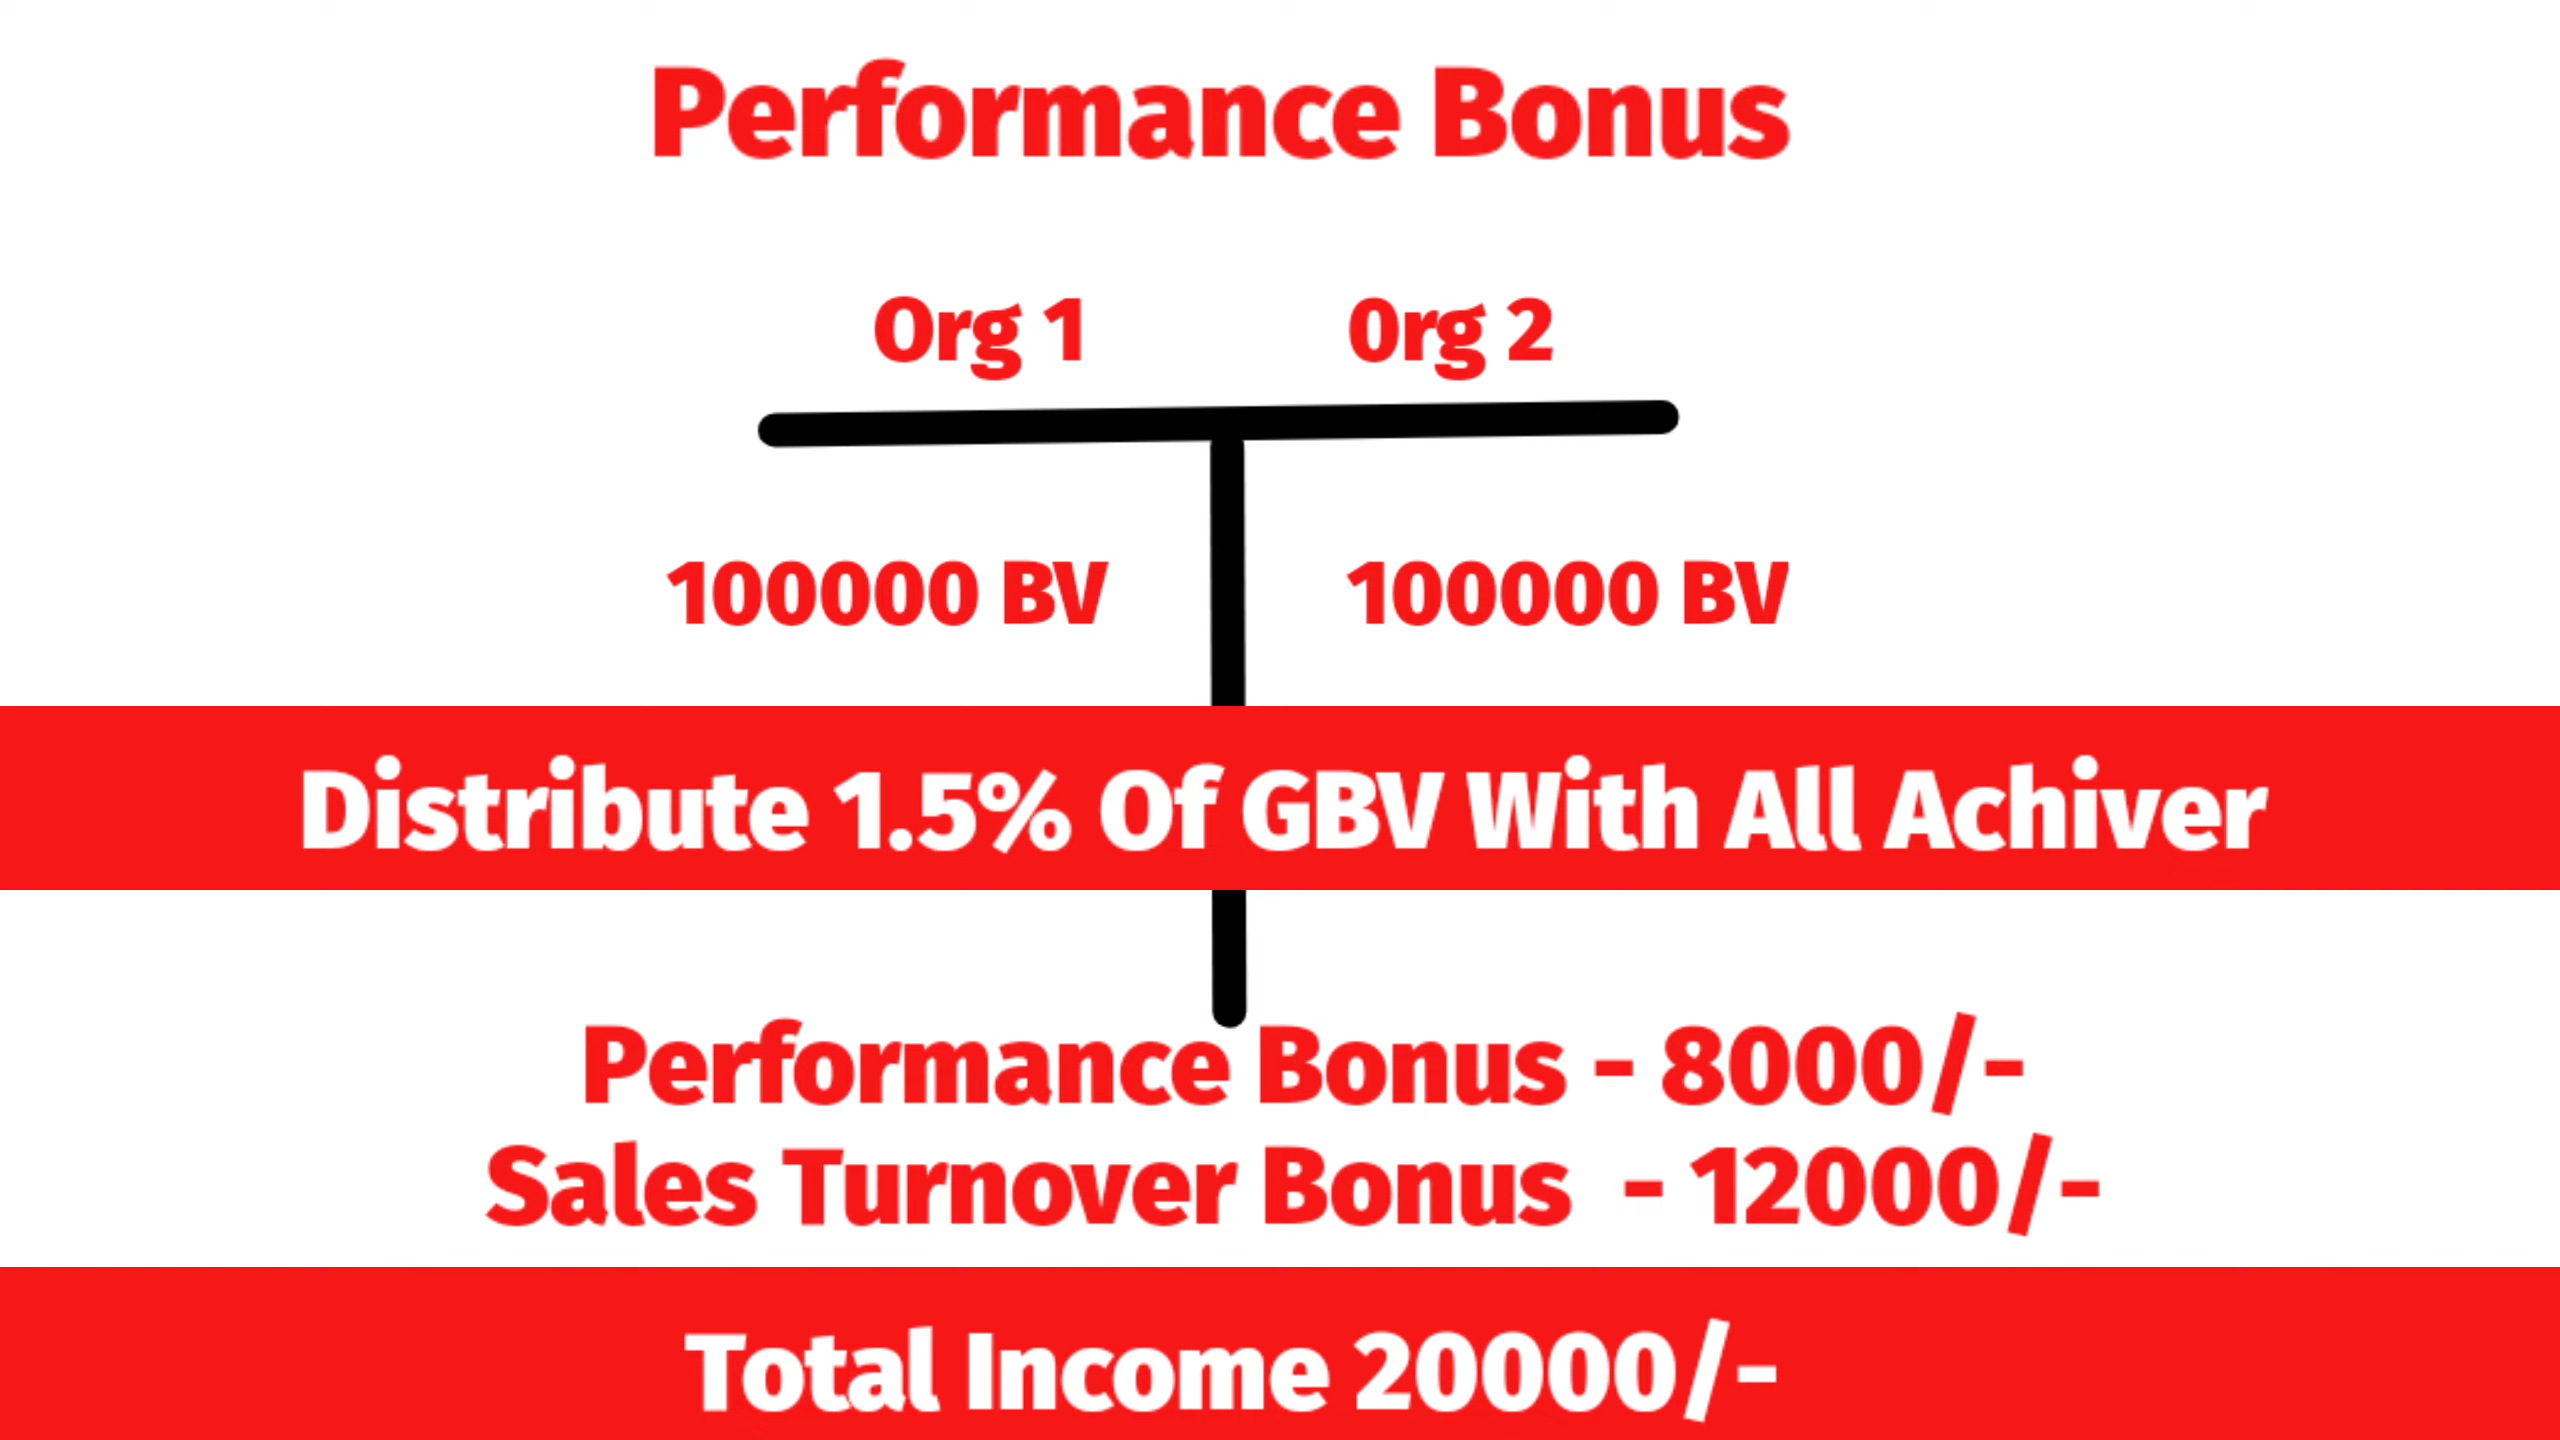 Performance Bonus
Org 1 0rg 2
100000 BV 100000 BV
Distribute 1.5% Of GBV With All Achiver
Performance Bonus - 8000/-
Sales Turnover Bonus - 12000/-
Total Income 20000/-